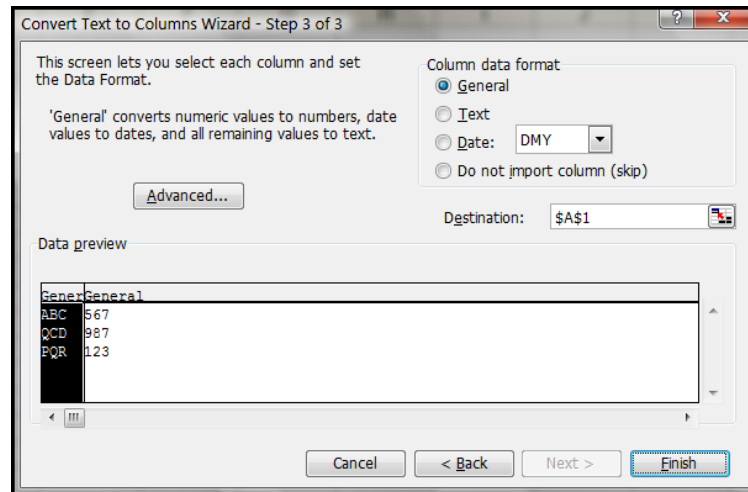 Convert Text to Columns Wizard - Step 3 of 3
?
X
This screen lets you select each column and set
the Data Format.
'General' converts numeric values to numbers, date
values to dates, and all remaining values to text.
Advanced...
Column data format
General
Text
Date: DMY
Do not import column (skip)
Destination: $A$1
Data preview
GenerGeneral
ABC 567
QCD 987
PQR 123
Cancel < Back Next > Finish